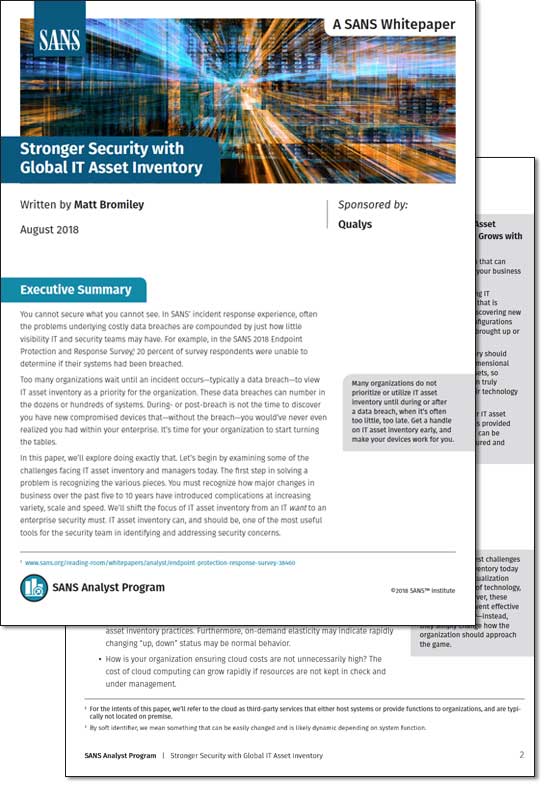 SANS
A SANS Whitepaper
Stronger Security with
Global IT Asset Inventory
Written by Matt Bromiley
August 2018
Sponsored by:
Qualys
Executive Summary
You cannot secure what you cannot see. In SANS' incident response experience, often
the problems underlying costly data breaches are compounded by just how little
visibility IT and security teams may have. For example, in the SANS 2018 Endpoint
Protection and Response Survey,¹ 20 percent of survey respondents were unable to
determine if their systems had been breached.
Too many organizations wait until an incident occurs—typically a data breach—to view
IT asset inventory as a priority for the organization. These data breaches can number in
the dozens or hundreds of systems. During- or post-breach is not the time to discover
you have new compromised devices that—without the breach—you would've never even
realized you had within your enterprise. It's time for your organization to start turning
the tables.
In this paper, we'll explore doing exactly that. Let's begin by examining some of the
challenges facing IT asset inventory and managers today. The first step in solving a
problem is recognizing the various pieces. You must recognize how major changes in
business over the past five to 10 years have introduced complications at increasing
variety, scale and speed. We'll shift the focus of IT asset inventory from an IT want to an
enterprise security must. IT asset inventory can, and should be, one of the most useful
tools for the security team in identifying and addressing security concerns.
Many organizations do not
prioritize or utilize IT asset
inventory until during or after
a data breach, when it's often
too little, too late. Get a handle
on IT asset inventory early, and
make your devices work for you.
¹ www.sans.org/reading-room/whitepapers/analyst/endpoint-protection-response-survey-38460
SANS Analyst Program
©2018 SANS™ Institute
Asset
Grows with
that can
your business
ng IT
that is
scovering new
figurations
brought up or
ry should
mensional
sets, so
n truly
ir technology
r IT asset
s provided
can be
ured and
est challenges
ventory today
ualization
of technology,
ver, these
vent effective
—instead,
they simply change how the
organization should approach
the game.
asset inventory practices. Furthermore, on-demand elasticity may indicate rapidly
changing "up, down" status may be normal behavior.
• How is your organization ensuring cloud costs are not unnecessarily high? The
cost of cloud computing can grow rapidly if resources are not kept in check and
under management.
² For the intents of this paper, we'll refer to the cloud as third-party services that either host systems or provide functions to organizations, and are typi-
cally not located on premise.
³ By soft identifier, we mean something that can be easily changed and is likely dynamic depending on system function.
SANS Analyst Program | Stronger Security with Global IT Asset Inventory
2